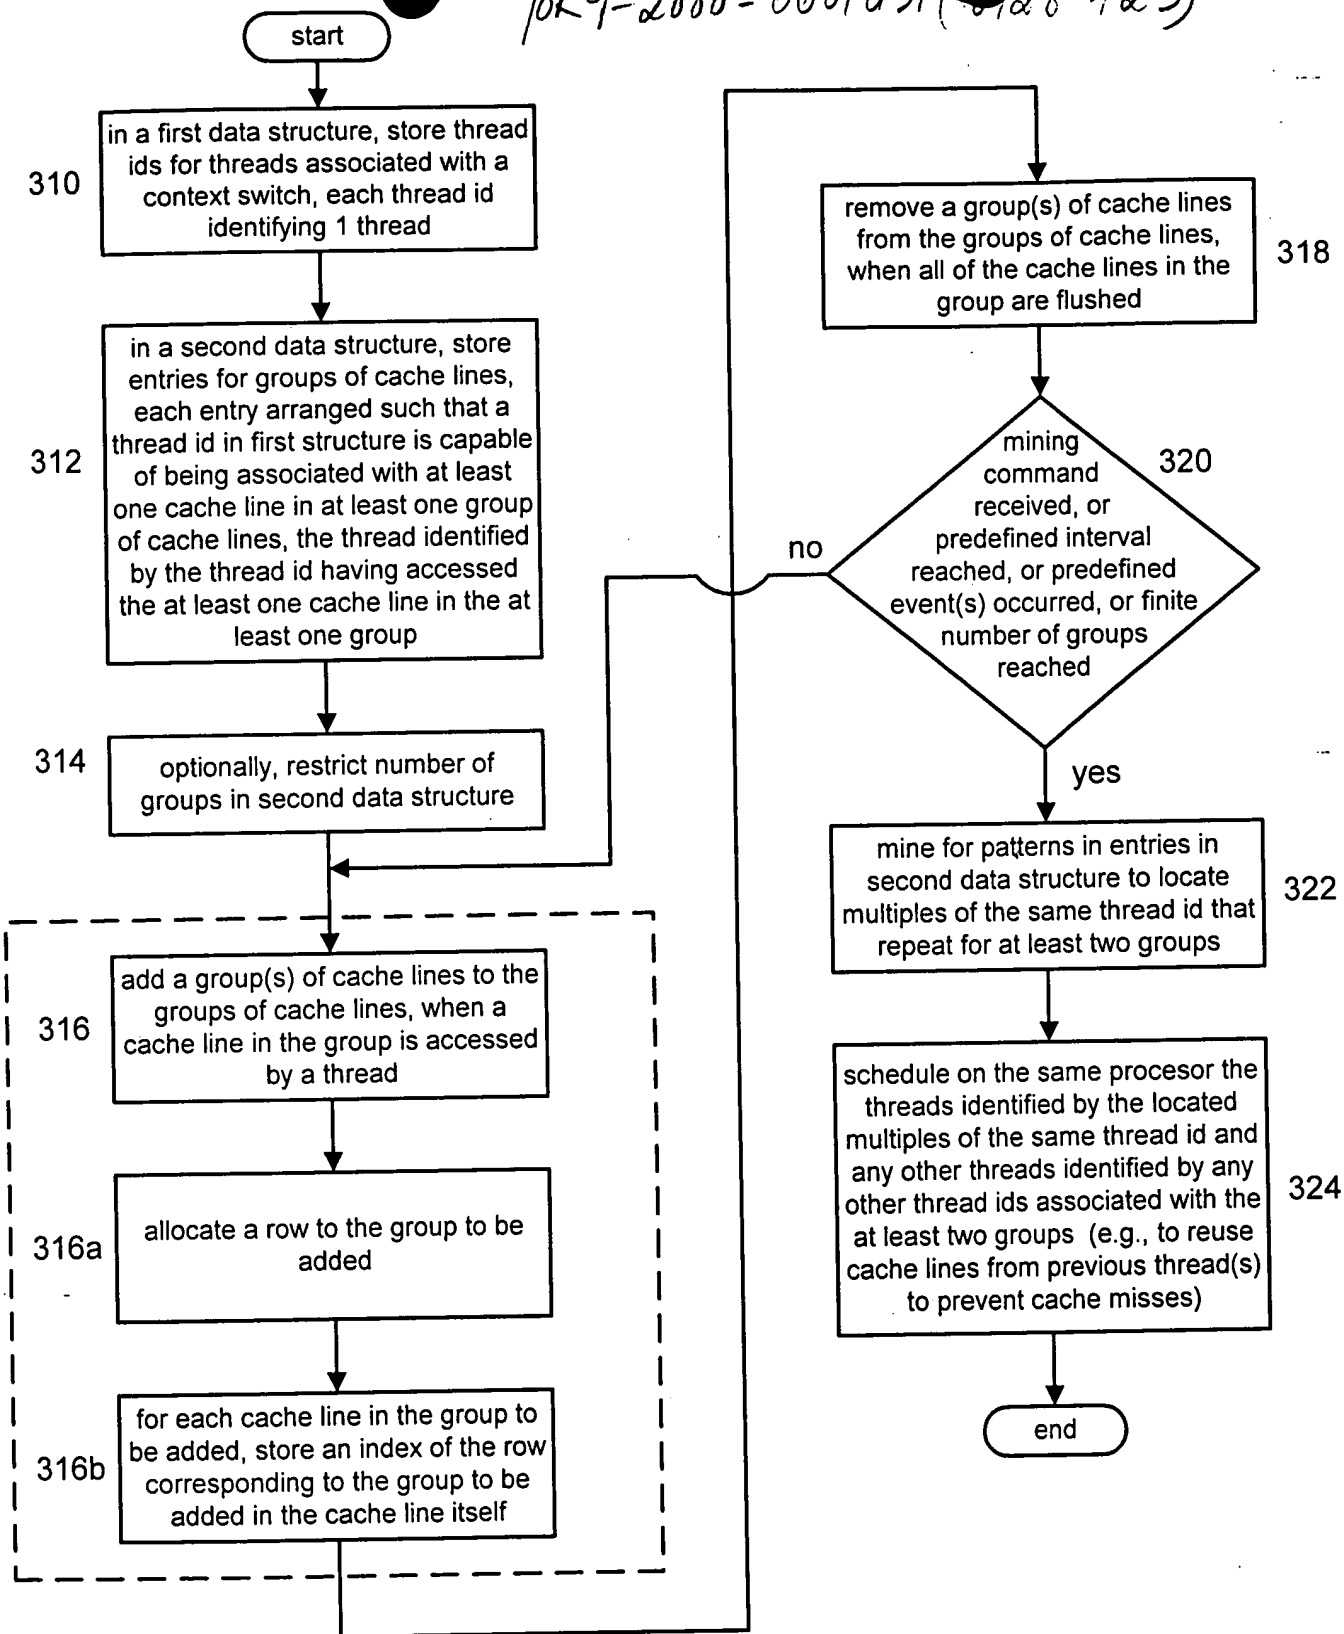 start
310
in a first data structure, store thread
ids for threads associated with a
context switch, each thread id
identifying 1 thread
312
in a second data structure, store
entries for groups of cache lines,
each entry arranged such that a
thread id in first structure is capable
of being associated with at least
one cache line in at least one group
of cache lines, the thread identified
by the thread id having accessed
the at least one cache line in the at
least one group
314
optionally, restrict number of
groups in second data structure
316
add a group(s) of cache lines to the
groups of cache lines, when a
cache line in the group is accessed
by a thread
316a
allocate a row to the group to be
added
316b
for each cache line in the group to
be added, store an index of the row
corresponding to the group to be
added in the cache line itself
remove a group(s) of cache lines
from the groups of cache lines,
when all of the cache lines in the
group are flushed
318
mining
command
received, or
predefined interval
reached, or predefined
event(s) occurred, or finite
number of groups
reached
320
no
yes
mine for patterns in entries in
second data structure to locate
multiples of the same thread id that
repeat for at least two groups
322
schedule on the same procesor the
threads identified by the located
multiples of the same thread id and
any other threads identified by any
other thread ids associated with the
at least two groups (e.g., to reuse
cache lines from previous thread(s)
to prevent cache misses)
324
end